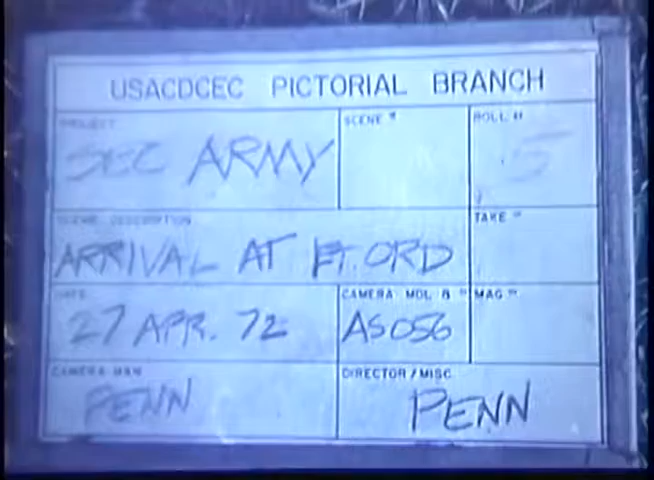 USACDCEC PICTORIAL BRANCH
PROJECT SCENE # ROLL #
SEC ARMY 5
SCENE DESCRIPTION TAKE #
ARRIVAL AT FT. ORD
DATE CAMERA MDL & # MAG #
27 APR. 72 AS056
CAMERA MAN DIRECTOR/MISC
PENN PENN